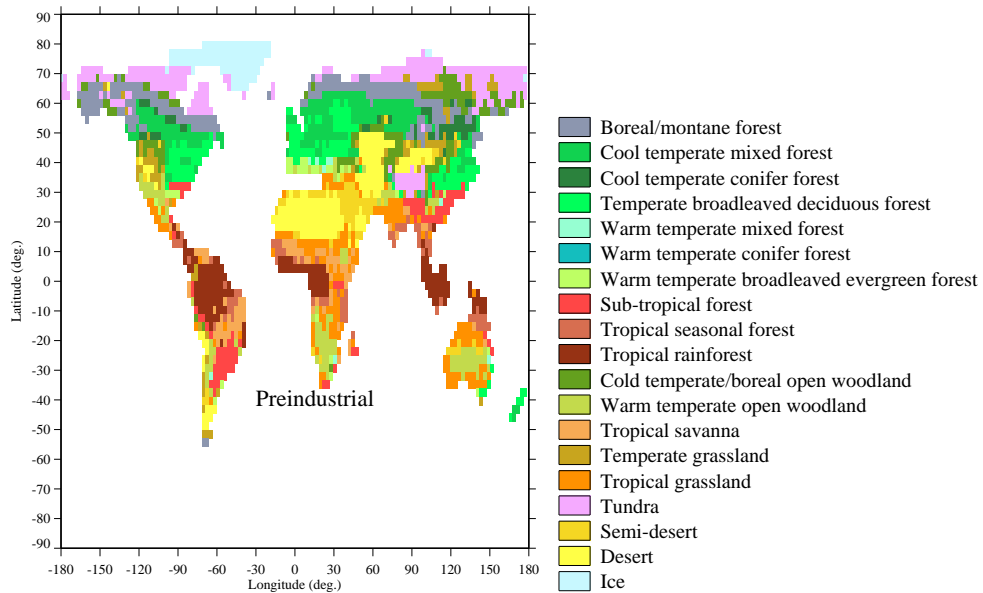 90
80
70
60
50
40
30
20
10
0
-10
-20
-30
-40
-50
-60
-70
-80
-90
Latitude (deg.)
-180 -150 -120 -90 -60 -30 0 30 60 90 120 150 180
Longitude (deg.)
Preindustrial
Boreal/montane forest
Cool temperate mixed forest
Cool temperate conifer forest
Temperate broadleaved deciduous forest
Warm temperate mixed forest
Warm temperate conifer forest
Warm temperate broadleaved evergreen forest
Sub-tropical forest
Tropical seasonal forest
Tropical rainforest
Cold temperate/boreal open woodland
Warm temperate open woodland
Tropical savanna
Temperate grassland
Tropical grassland
Tundra
Semi-desert
Desert
Ice